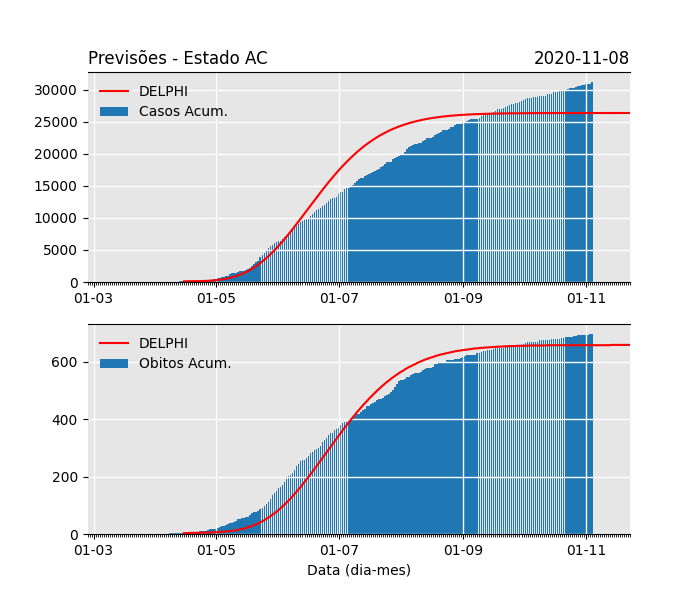 Previsões - Estado AC 2020-11-08
DELPHI
Casos Acum.
30000
25000
20000
15000
10000
5000
0
01-03 01-05 01-07 01-09 01-11
DELPHI
Obitos Acum.
600
400
200
0
01-03 01-05 01-07 01-09 01-11
Data (dia-mes)